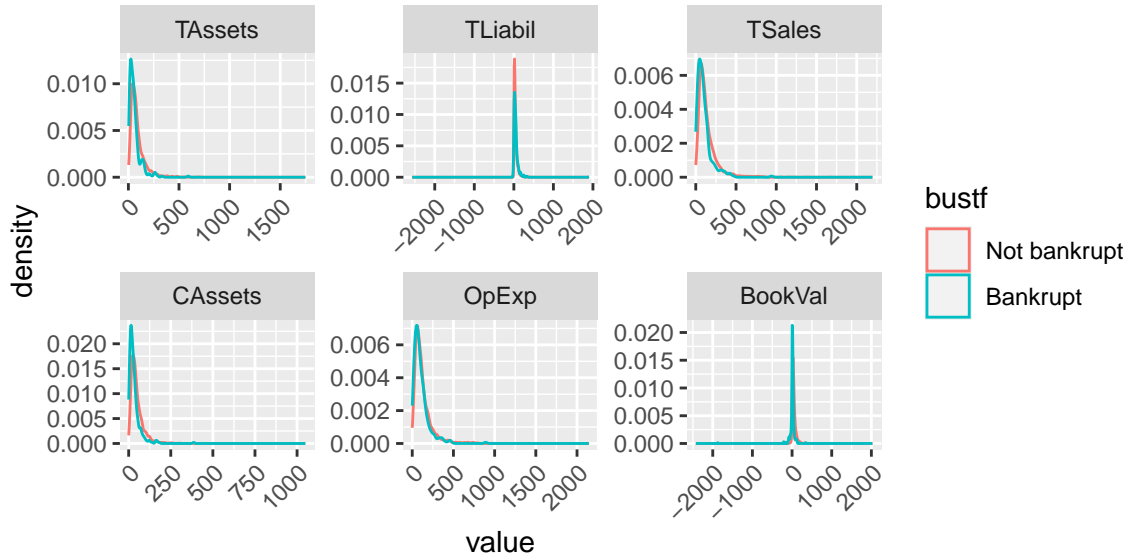 TAssets TLiabil TSales
0.010 0.015 0.006
0.005 0.010 0.004
0.000 0.005 0.002
0.000 0.000
0 500 1000 1500 −2000 −1000 0 1000 2000 0 500 1000 1500 2000
density
bustf
Not bankrupt
Bankrupt
CAssets OpExp BookVal
0.020 0.006 0.020
0.015 0.004 0.015
0.010 0.002 0.010
0.005 0.000 0.005
0.000 0.000
0 250 500 750 1000 0 500 1000 1500 2000 −2000 −1000 0 1000 2000
value